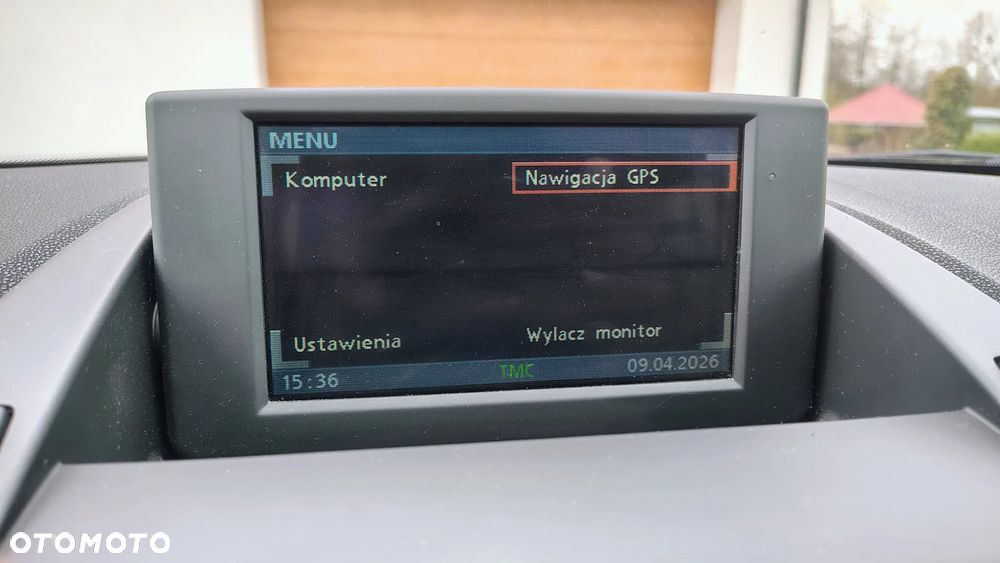 MENU
Komputer
Nawigacja GPS
Ustawienia
Wylacz monitor
15:36
TMC
09.04.2026
OTOMOTO